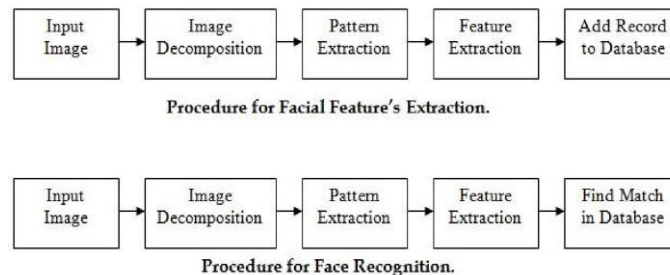 Input Image
Image Decomposition
Pattern Extraction
Feature Extraction
Add Record to Database
Procedure for Facial Feature's Extraction.
Input Image
Image Decomposition
Pattern Extraction
Feature Extraction
Find Match in Database
Procedure for Face Recognition.